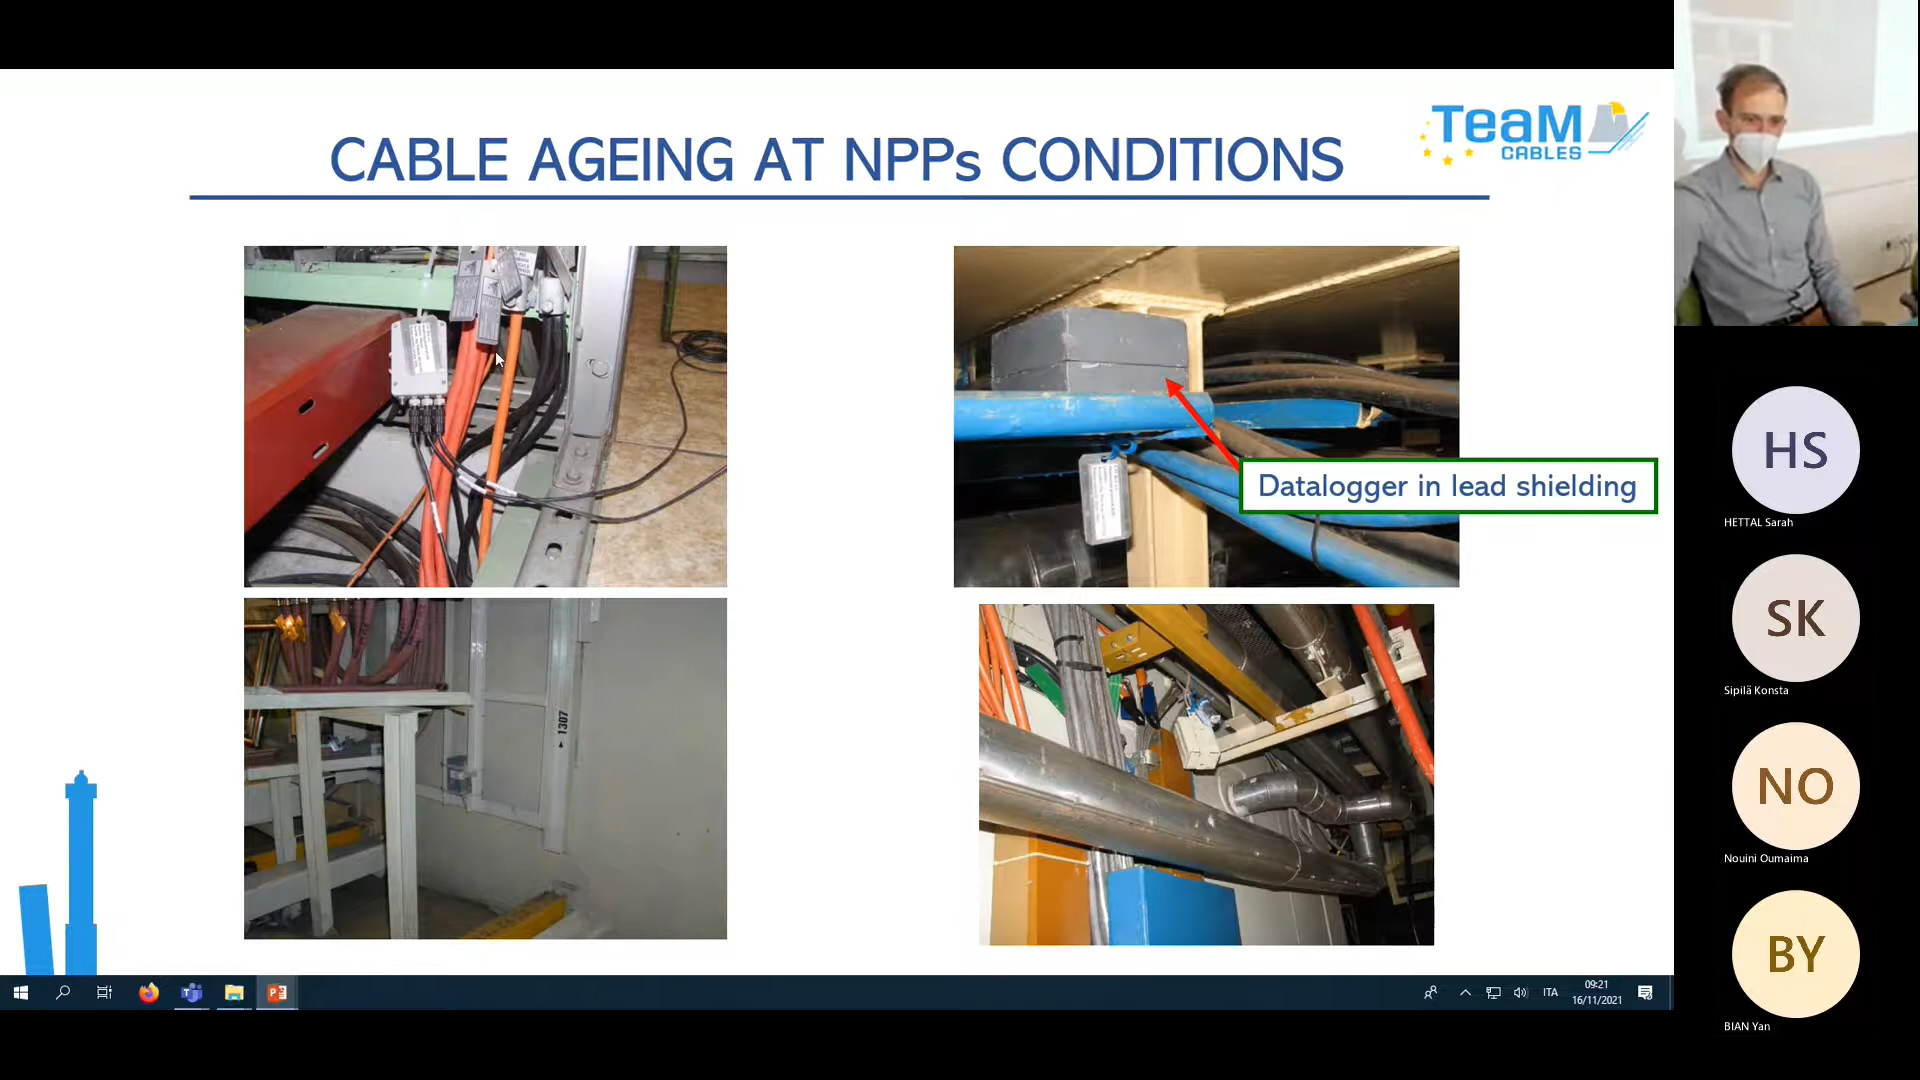 CABLE AGEING AT NPPs CONDITIONS
TeaM
CABLES
Datalogger in lead shielding
1307
HS
HETTAL Sarah
SK
Sipilä Konsta
NO
Nouini Oumaima
BY
BIAN Yan
ITA
09:21
16/11/2021